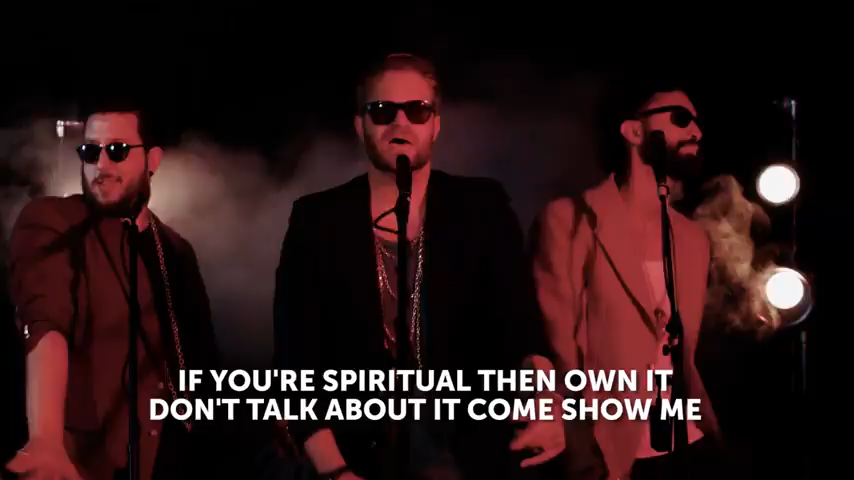 IF YOU'RE SPIRITUAL THEN OWN IT
DON'T TALK ABOUT IT COME SHOW ME